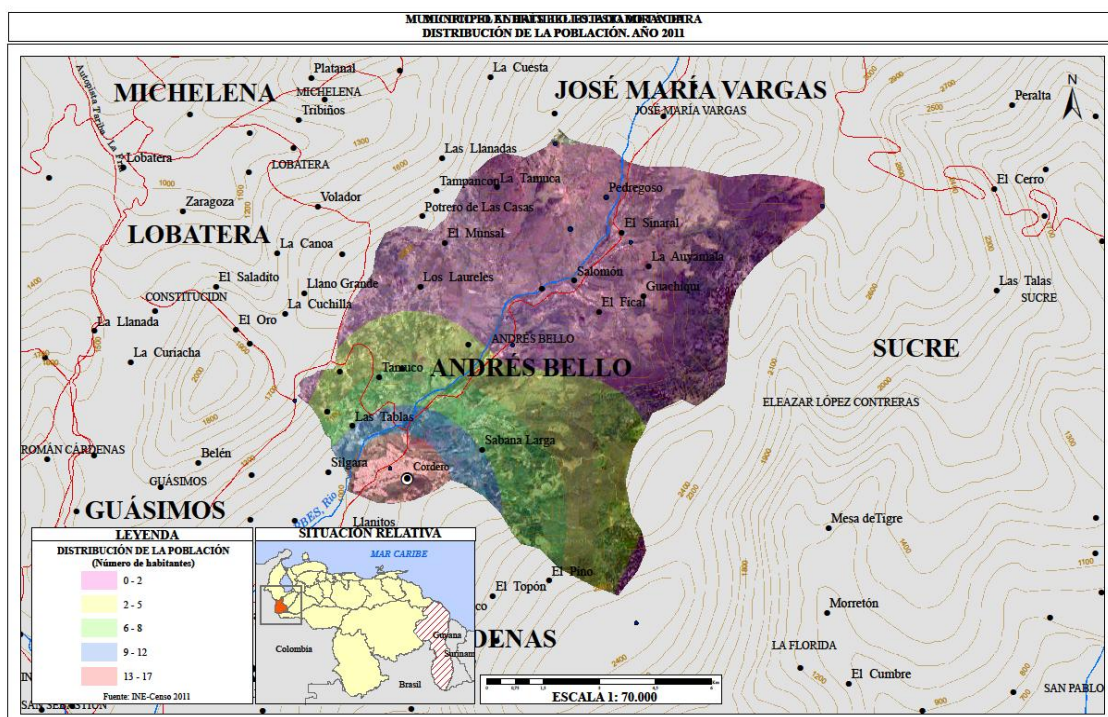 DISTRIBUCIÓN DE LA POBLACIÓN. AÑO 2011
MICHELENA
Platanal
MICHELENA
Tribiños
La Cuesta
JOSÉ MARÍA VARGAS
JOSÉ MARÍA VARGAS
N
Peralta
Lobatera
LOBATERA
Las Llanadas
Tampancon
La Tamuca
Pedregoso
El Cerro
Zaragoza
Volador
Potrero de Las Casas
LOBATERA
El Munsal
El Sinaral
La Canoa
La Auyamala
El Saladito
Llano Grande
Los Laureles
Salomón
Guachiqui
Las Talas
SUCRE
CONSTITUCIDN
La Cuchilla
El Fical
La Llanada
El Oro
ANDRÉS BELLO
SUCRE
La Curiacha
ANDRÉS BELLO
Tamuco
ELEAZAR LÓPEZ CONTRERAS
Las Tablas
Sabana Larga
ROMÁN CÁRDENAS
Belén
Silgara
Cordero
GUÁSIMOS
GUÁSIMOS
Llanitos
Mesa deTigre
El Topón
El Pino
Morretón
LA FLORIDA
El Cumbre
SAN PABLO
LEYENDA
DISTRIBUCIÓN DE LA POBLACIÓN
(Número de habitantes)
0 - 2
2 - 5
6 - 8
9 - 12
13 - 17
Fuente: INE-Censo 2011
SITUACIÓN RELATIVA
MAR CARIBE
Colombia
Guyana
Surinam
Brasil
DENAS
ESCALA 1: 70.000